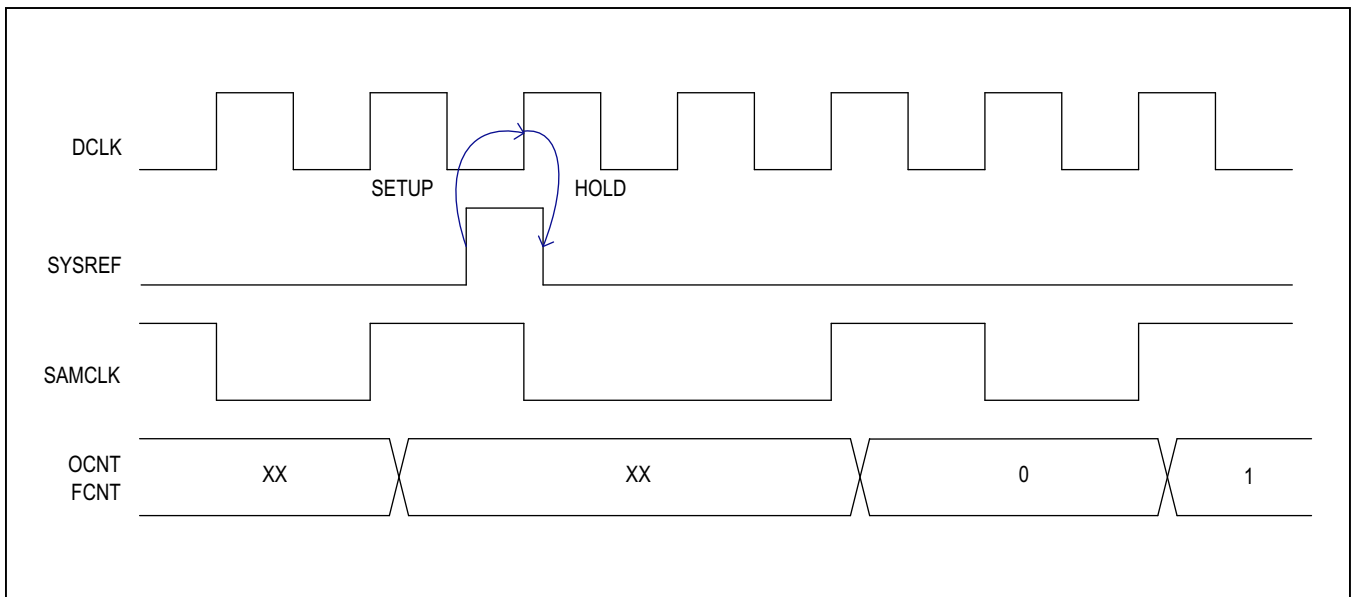 DCLK
SETUP
HOLD
SYSREF
SAMCLK
OCNT
FCNT
XX
XX
0
1